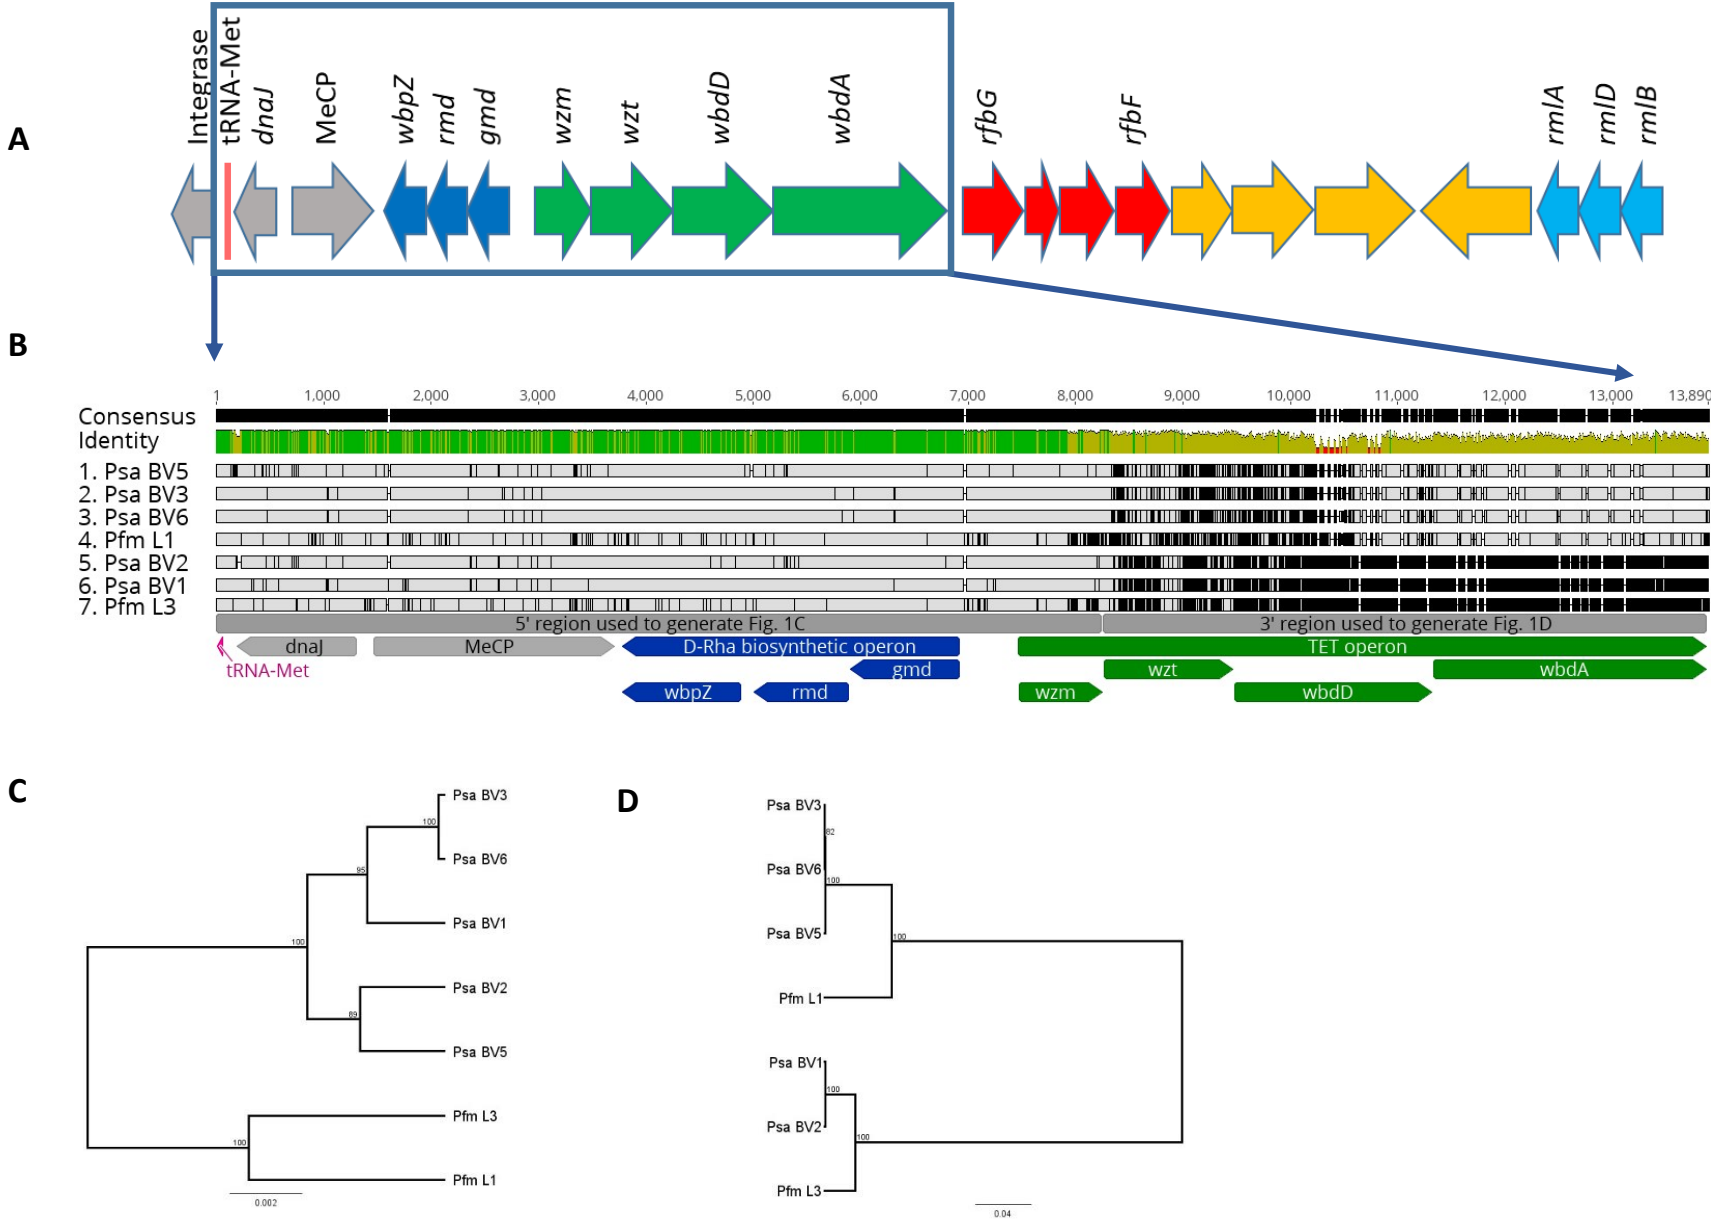 A
Integrase
tRNA-Met
dnaJ
MeCP
wbpZ
rmd
gmd
wzm
wzt
wbdD
wbdA
rfbG
rfbF
rmlA
rmlD
rmlB
B
1 1,000 2,000 3,000 4,000 5,000 6,000 7,000 8,000 9,000 10,000 11,000 12,000 13,000 13,890
Consensus
Identity
1. Psa BV5
2. Psa BV3
3. Psa BV6
4. Pfm L1
5. Psa BV2
6. Psa BV1
7. Pfm L3
5' region used to generate Fig. 1C 3' region used to generate Fig. 1D
dnaJ MeCP D-Rha biosynthetic operon TET operon
tRNA-Met gmd wzt wbdA
wbpZ rmd wzm wbdD
C
Psa BV3
100
Psa BV6
95
Psa BV1
100
Psa BV2
89
Psa BV5
Pfm L3
100
Pfm L1
0.002
D
Psa BV3
82
Psa BV6
100
Psa BV5
100
Pfm L1
Psa BV1
100
Psa BV2
100
Pfm L3
0.04